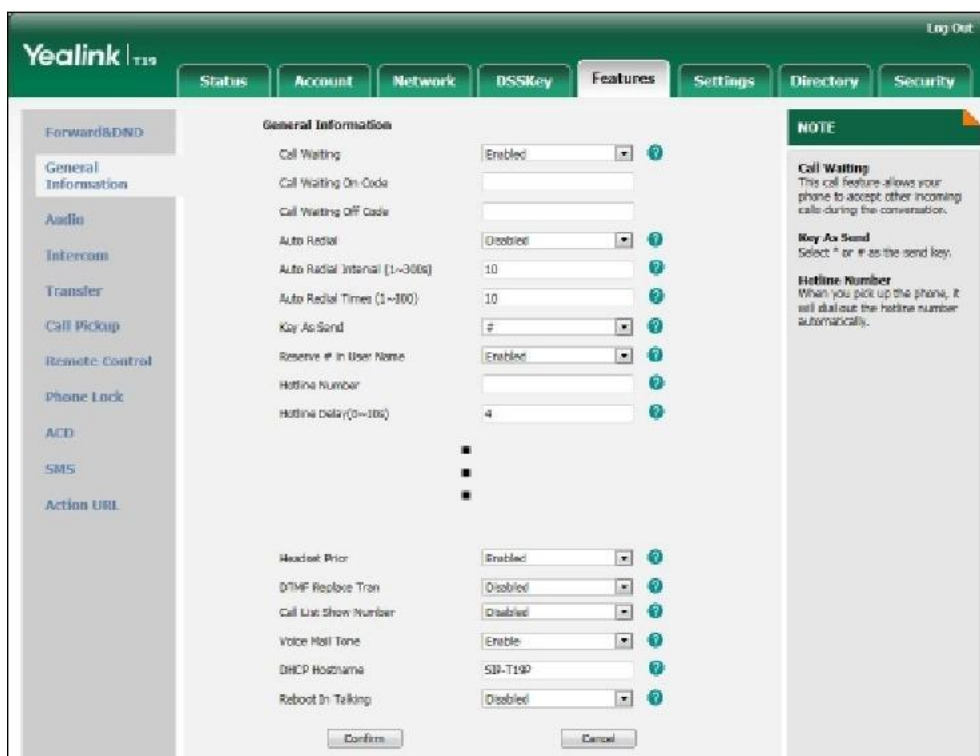 Log Out
Yealink T19
Status Account Network DSSKey Features Settings Directory Security
Forward&DND
General Information
Audio
Intercom
Transfer
Call Pickup
Remote Control
Phone Lock
ACD
SMS
Action URL
General Information
Call Waiting Enabled
Call Waiting On Code
Call Waiting Off Code
Auto Redial Disabled
Auto Redial Interval (1~300s) 10
Auto Redial Times (1~300) 10
Key As Send #
Reserve # in User Name Enabled
Hotline Number
Hotline Delay(0~10s) 4
Headset Prior Enabled
DTMF Replace Tran Disabled
Call List Show Number Disabled
Voice Mail Tone Enable
DHCP Hostname SIP-T19P
Reboot In Talking Disabled
Confirm Cancel
NOTE
Call Waiting
This call feature allows your
phone to accept other incoming
calls during the conversation.
Key As Send
Select * or # as the send key.
Hotline Number
When you pick up the phone, it
will dial out the hotline number
automatically.